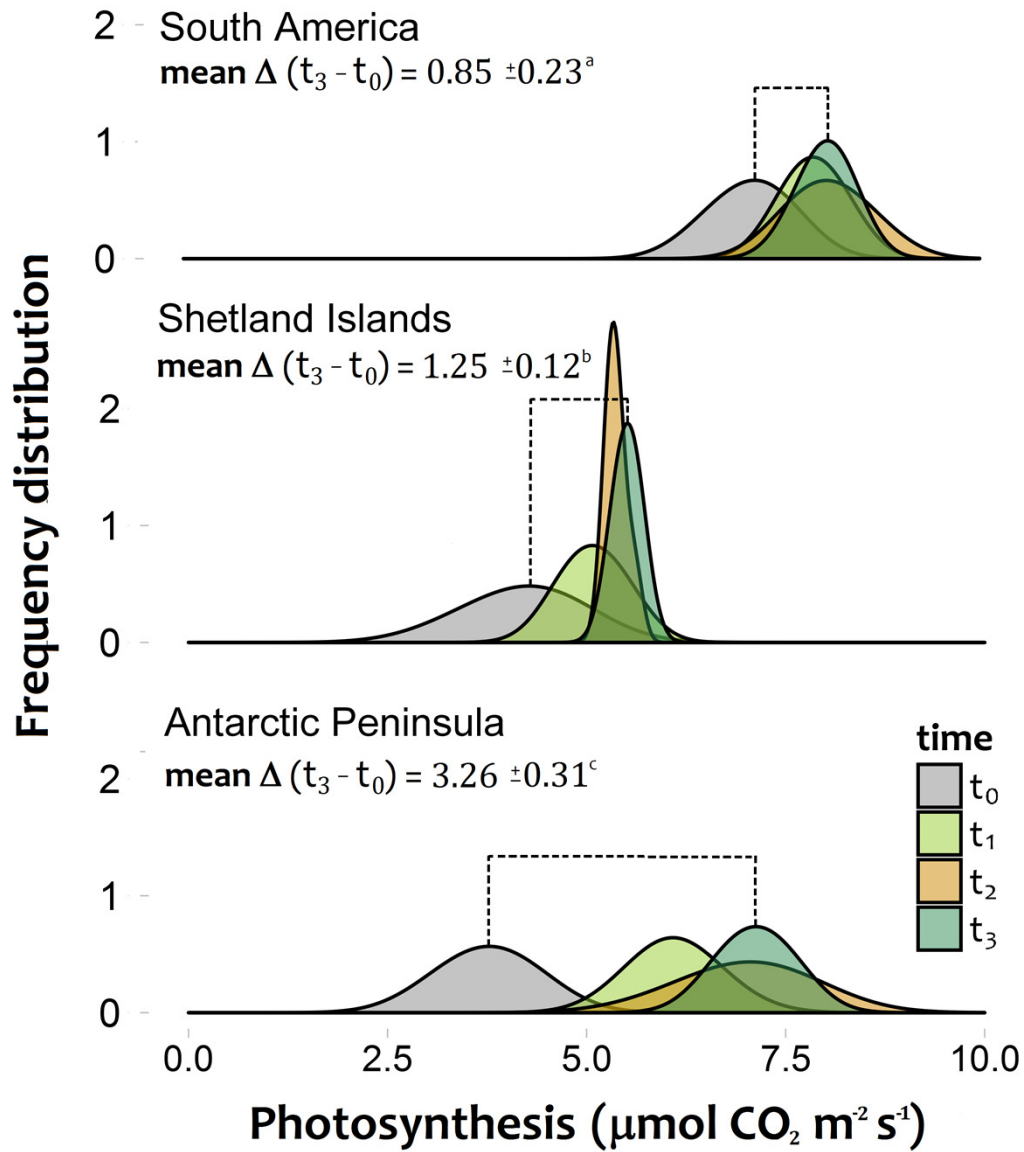 2 South America
mean Δ (t₃ - t₀) = 0.85 ±0.23ᵃ
1
0
Shetland Islands
mean Δ (t₃ - t₀) = 1.25 ±0.12ᵇ
2
1
0
Antarctic Peninsula
mean Δ (t₃ - t₀) = 3.26 ±0.31ᶜ
2
1
0
Frequency distribution
time
t₀
t₁
t₂
t₃
0.0 2.5 5.0 7.5 10.0
Photosynthesis (μmol CO₂ m⁻² s⁻¹)